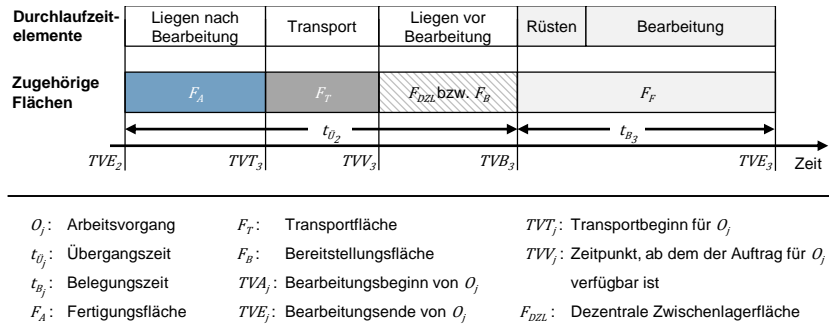 Durchlaufzeit-
elemente
Liegen nach
Bearbeitung
Transport
Liegen vor
Bearbeitung
Rüsten
Bearbeitung
Zugehörige
Flächen
F_A
F_T
F_DZL bzw. F_B
F_F
t_Ü2
t_B3
TVE_2
TVT_3
TVV_3
TVB_3
TVE_3
Zeit
O_j: Arbeitsvorgang
t_Üj: Übergangszeit
t_Bj: Belegungszeit
F_A: Fertigungsfläche
F_T: Transportfläche
F_B: Bereitstellungsfläche
TVA_j: Bearbeitungsbeginn von O_j
TVE_j: Bearbeitungsende von O_j
TVT_j: Transportbeginn für O_j
TVV_j: Zeitpunkt, ab dem der Auftrag für O_j
verfügbar ist
F_DZL: Dezentrale Zwischenlagerfläche